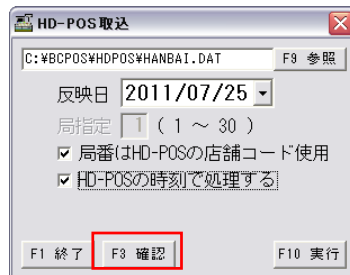 HD-POS取込
C:¥BCPOS¥HDPOS¥HANBAI.DAT F9 参照
反映日 2011/07/25
局指定 1 ( 1 ～ 30 )
局番はHD-POSの店舗コード使用
HD-POSの時刻で処理する
F1 終了 F3 確認 F10 実行